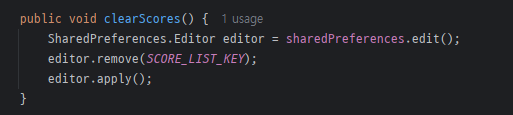 public void clearScores() {  1 usage
    SharedPreferences.Editor editor = sharedPreferences.edit();
    editor.remove(SCORE_LIST_KEY);
    editor.apply();
}